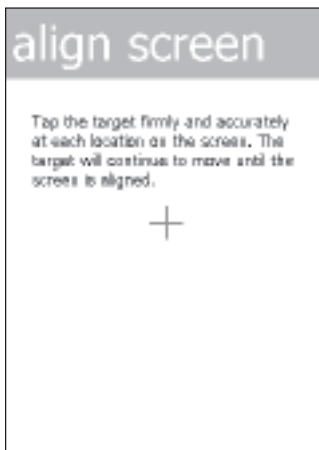 align screen
Tap the target firmly and accurately
at each location on the screen. The
target will continue to move until the
screen is aligned.